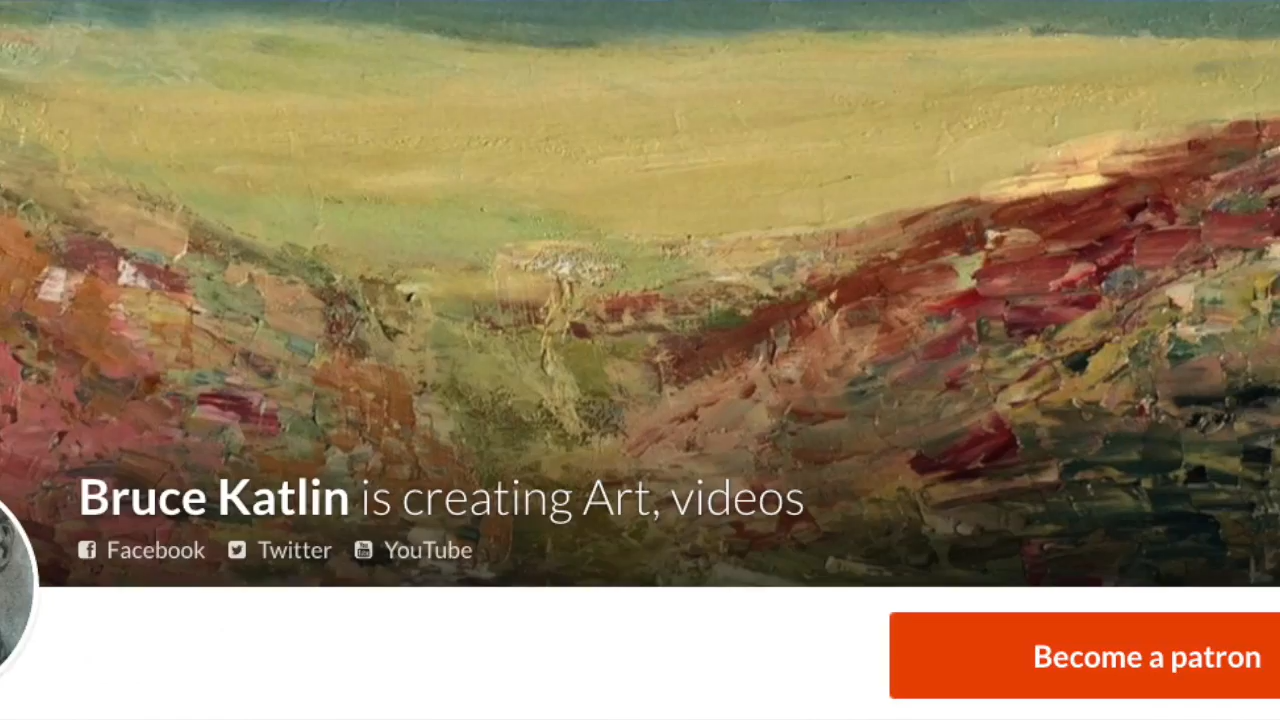 Bruce Katlin is creating Art, videos
Facebook Twitter YouTube
Become a patron